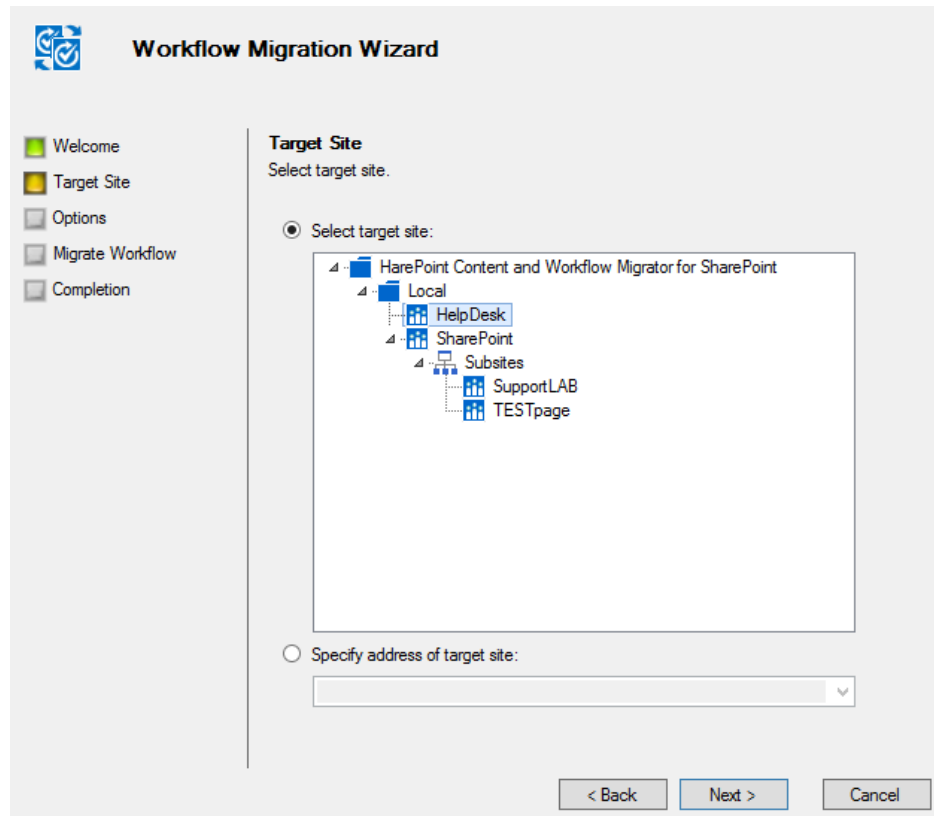 Workflow Migration Wizard
Welcome
Target Site
Options
Migrate Workflow
Completion
Target Site
Select target site.
Select target site:
HarePoint Content and Workflow Migrator for SharePoint
Local
HelpDesk
SharePoint
Subsites
SupportLAB
TESTpage
Specify address of target site:
< Back
Next >
Cancel